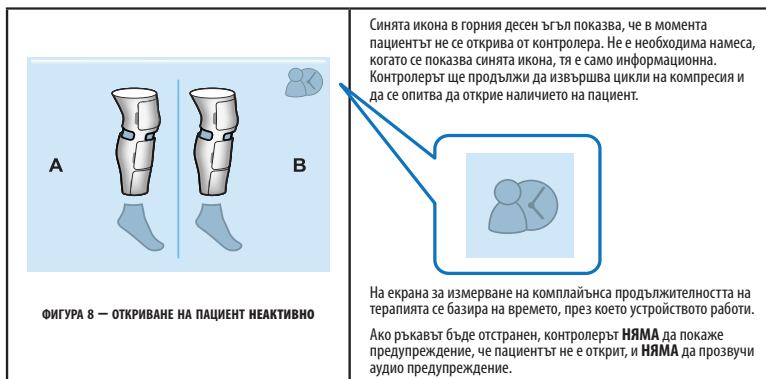 A
B
ФИГУРА 8 — ОТКРИВАНЕ НА ПАЦИЕНТ НЕАКТИВНО
Синята икона в горния десен ъгъл показва, че в момента
пациентът не се открива от контролера. Не е необходима намеса,
когато се показва синята икона, тя е само информационна.
Контролерът ще продължи да извършва цикли на компресия и
да се опитва да открие наличието на пациент.
На екрана за измерване на комплайънса продължителността на
терапията се базира на времето, през което устройството работи.
Ако ръкавът бъде отстранен, контролерът НЯМА да покаже
предупреждение, че пациентът не е открит, и НЯМА да прозвучи
аудио предупреждение.